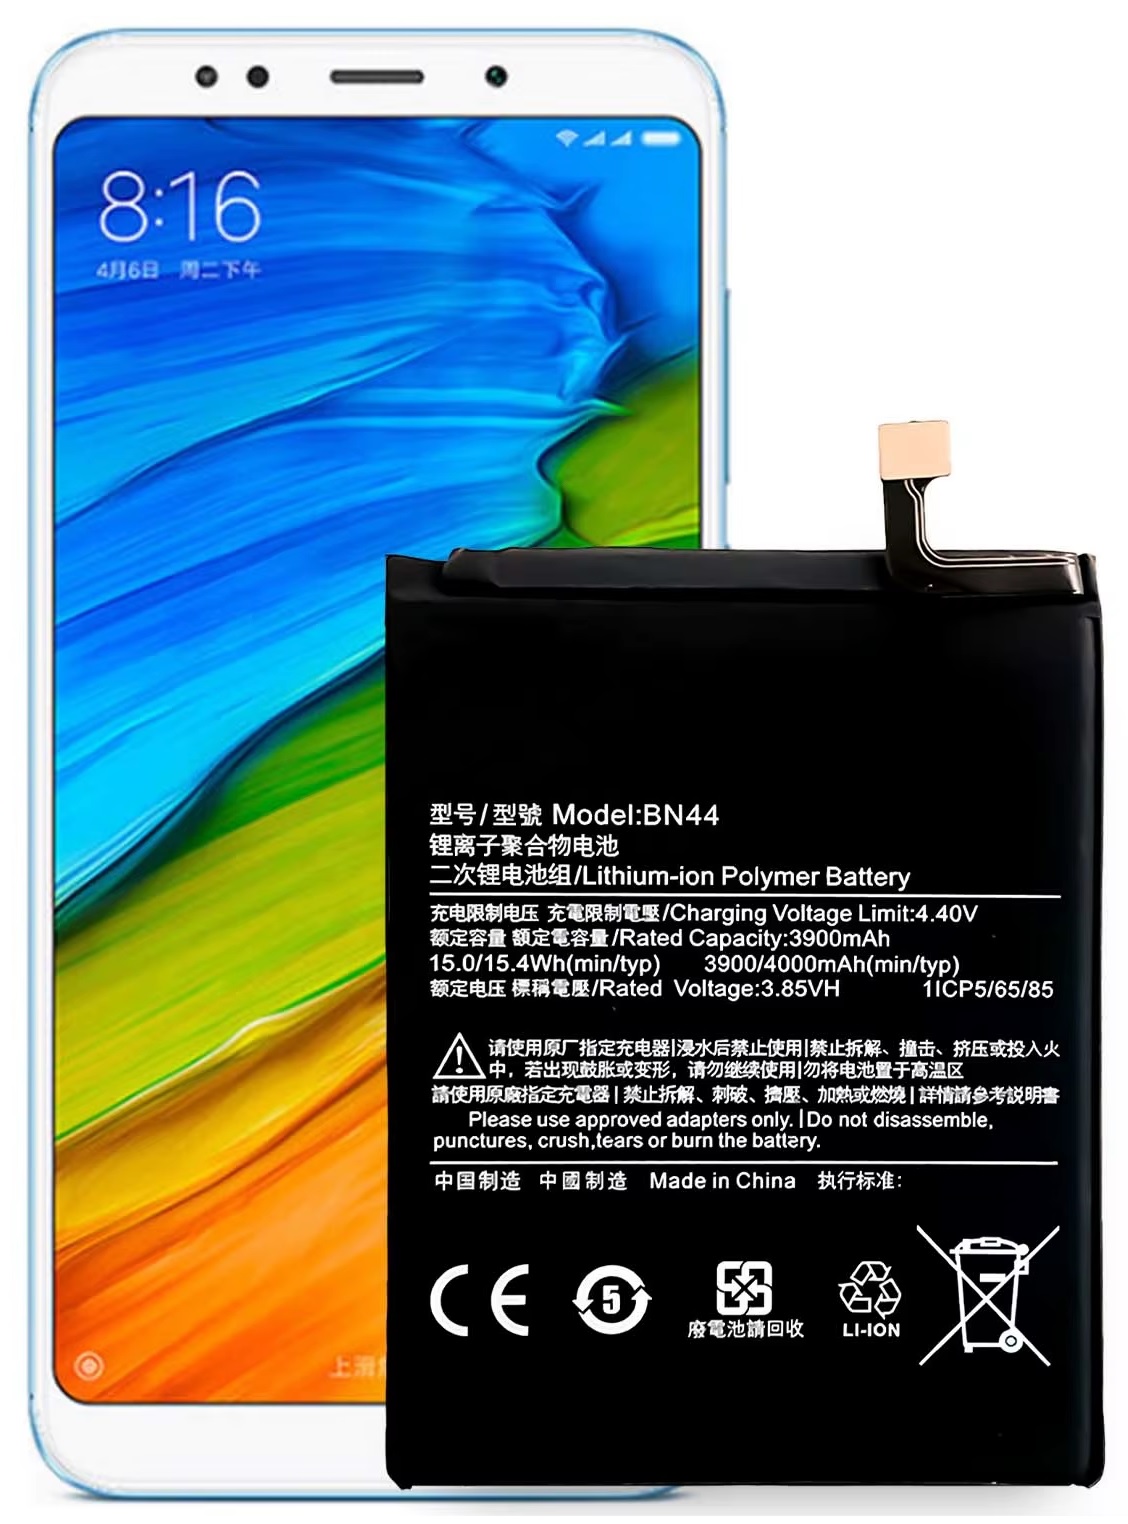 8:16
4月6日 周二下午
上滑
型号/型號 Model:BN44
锂离子聚合物电池
二次锂电池组/Lithium-ion Polymer Battery
充电限制电压 充電限制電壓/Charging Voltage Limit:4.40V
额定容量 額定電容量/Rated Capacity:3900mAh
15.0/15.4Wh(min/typ) 3900/4000mAh(min/typ)
额定电压 標稱電壓/Rated Voltage:3.85VH 1ICP5/65/85
请使用原厂指定充电器|浸水后禁止使用|禁止拆解、撞击、挤压或投入火
中，若出现鼓胀或变形，请勿继续使用|勿将电池置于高温区
請使用原廠指定充電器|禁止拆解、刺破、擠壓、加熱或燃燒|詳情請參考説明書
Please use approved adapters only. |Do not disassemble,
punctures, crush,tears or burn the battery.
中国制造 中國制造 Made in China 执行标准:
CE
5
廢電池請回收
LI-ION